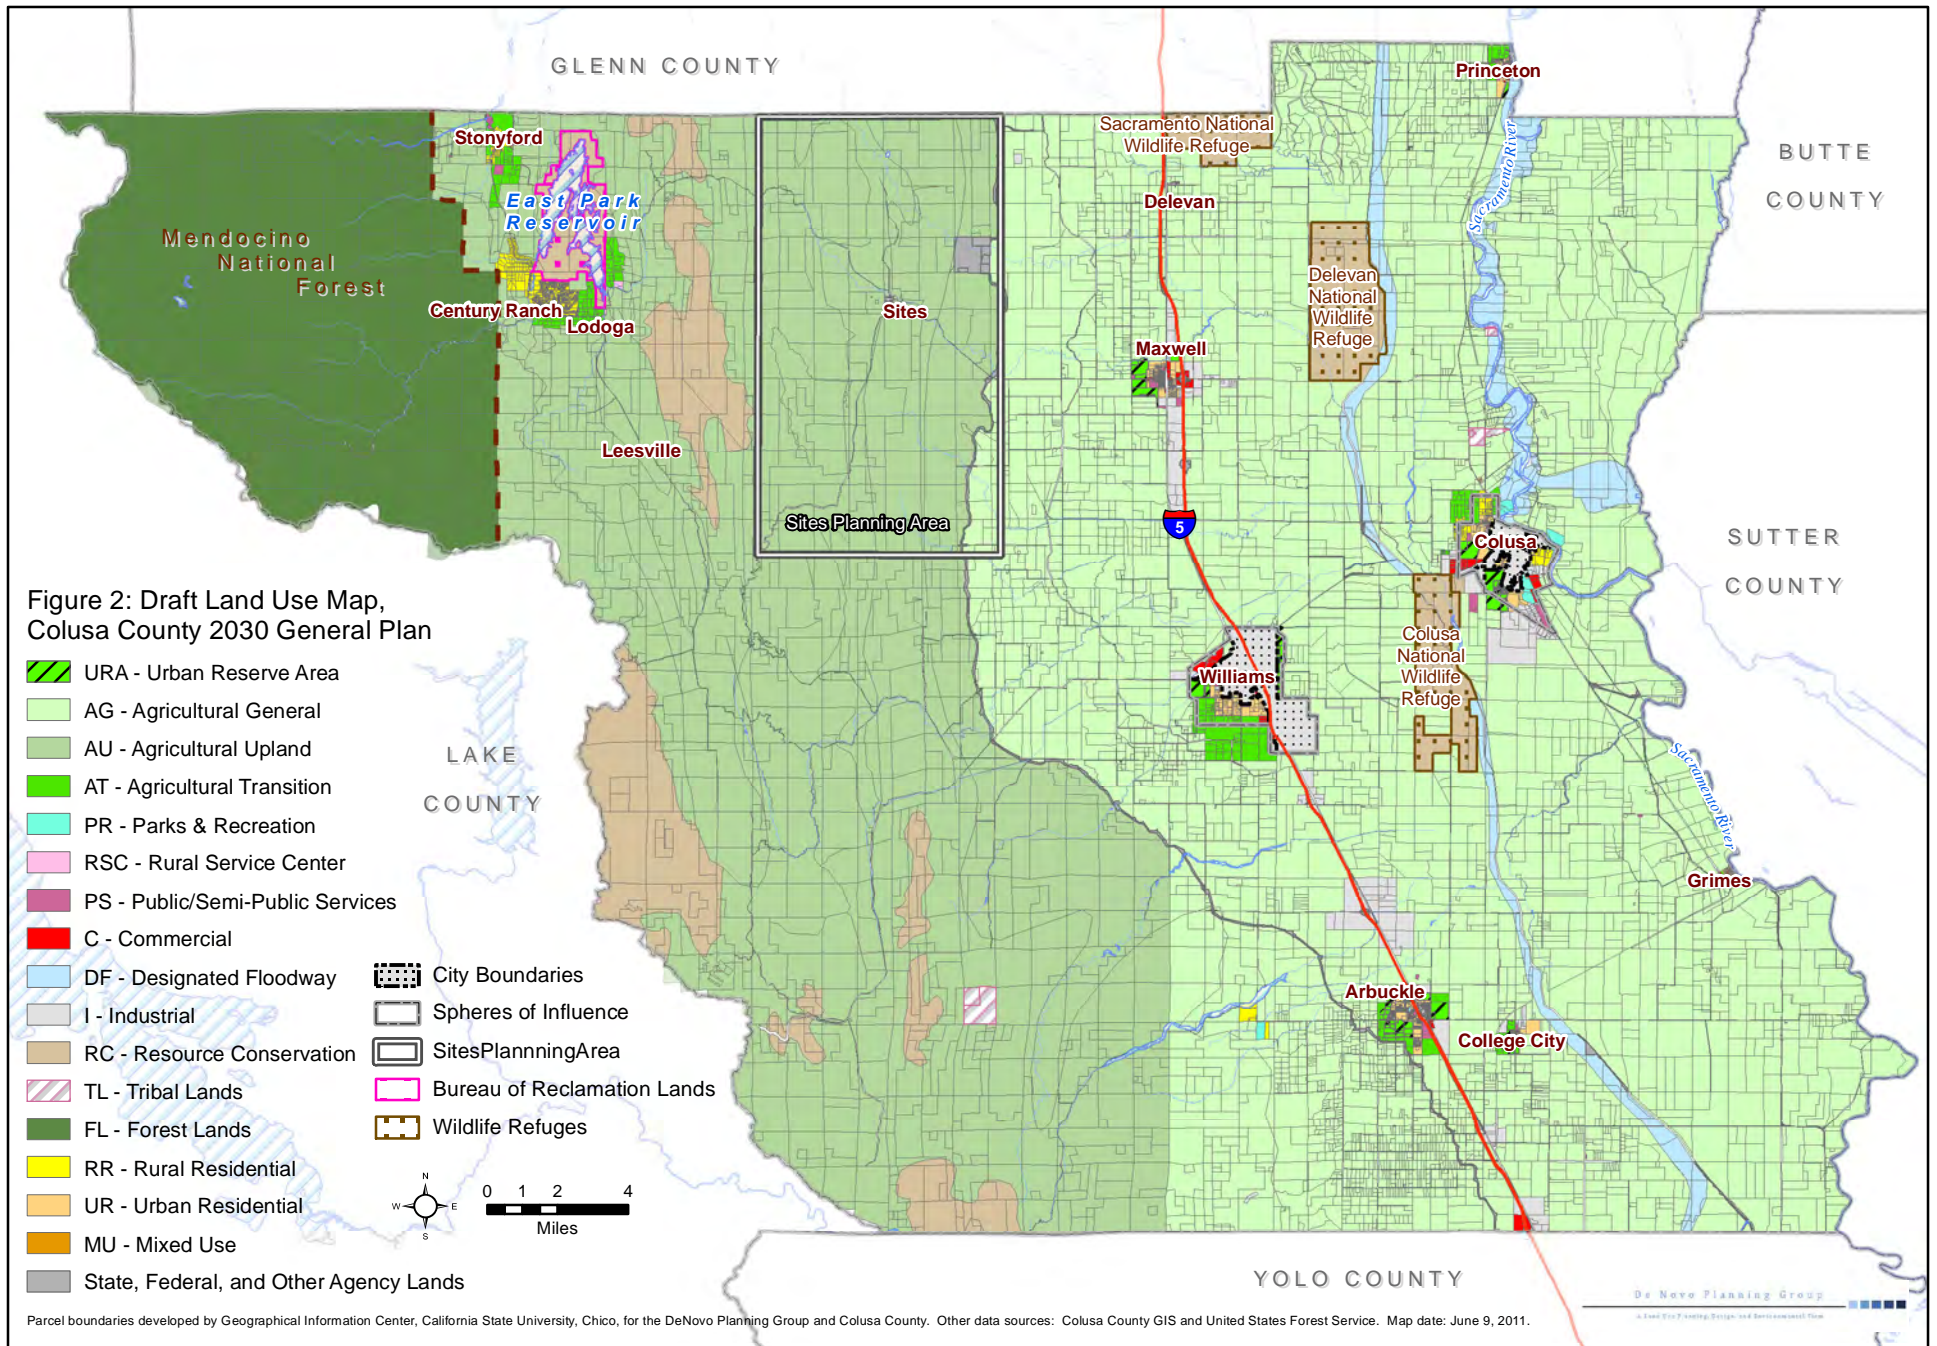 GLENN COUNTY
Princeton
Stonyford
Sacramento National
Wildlife Refuge
Sacramento River
BUTTE
COUNTY
East Park
Reservoir
Delevan
Mendocino
National
Forest
Delevan
National
Wildlife
Refuge
Century Ranch
Lodoga
Sites
Maxwell
Leesville
Sites Planning Area
5
Colusa
SUTTER
COUNTY
Figure 2: Draft Land Use Map,
Colusa County 2030 General Plan
Colusa
National
Wildlife
Refuge
Williams
LAKE
COUNTY
Sacramento River
Grimes
Arbuckle
College City
URA - Urban Reserve Area
AG - Agricultural General
AU - Agricultural Upland
AT - Agricultural Transition
PR - Parks & Recreation
RSC - Rural Service Center
PS - Public/Semi-Public Services
C - Commercial
DF - Designated Floodway
I - Industrial
RC - Resource Conservation
TL - Tribal Lands
FL - Forest Lands
RR - Rural Residential
UR - Urban Residential
MU - Mixed Use
State, Federal, and Other Agency Lands
City Boundaries
Spheres of Influence
SitesPlannningArea
Bureau of Reclamation Lands
Wildlife Refuges
N
W E
S
0 1 2 4
Miles
YOLO COUNTY
De Novo Planning Group
A Land Use Planning, Design, and Environmental Firm
Parcel boundaries developed by Geographical Information Center, California State University, Chico, for the DeNovo Planning Group and Colusa County. Other data sources: Colusa County GIS and United States Forest Service. Map date: June 9, 2011.